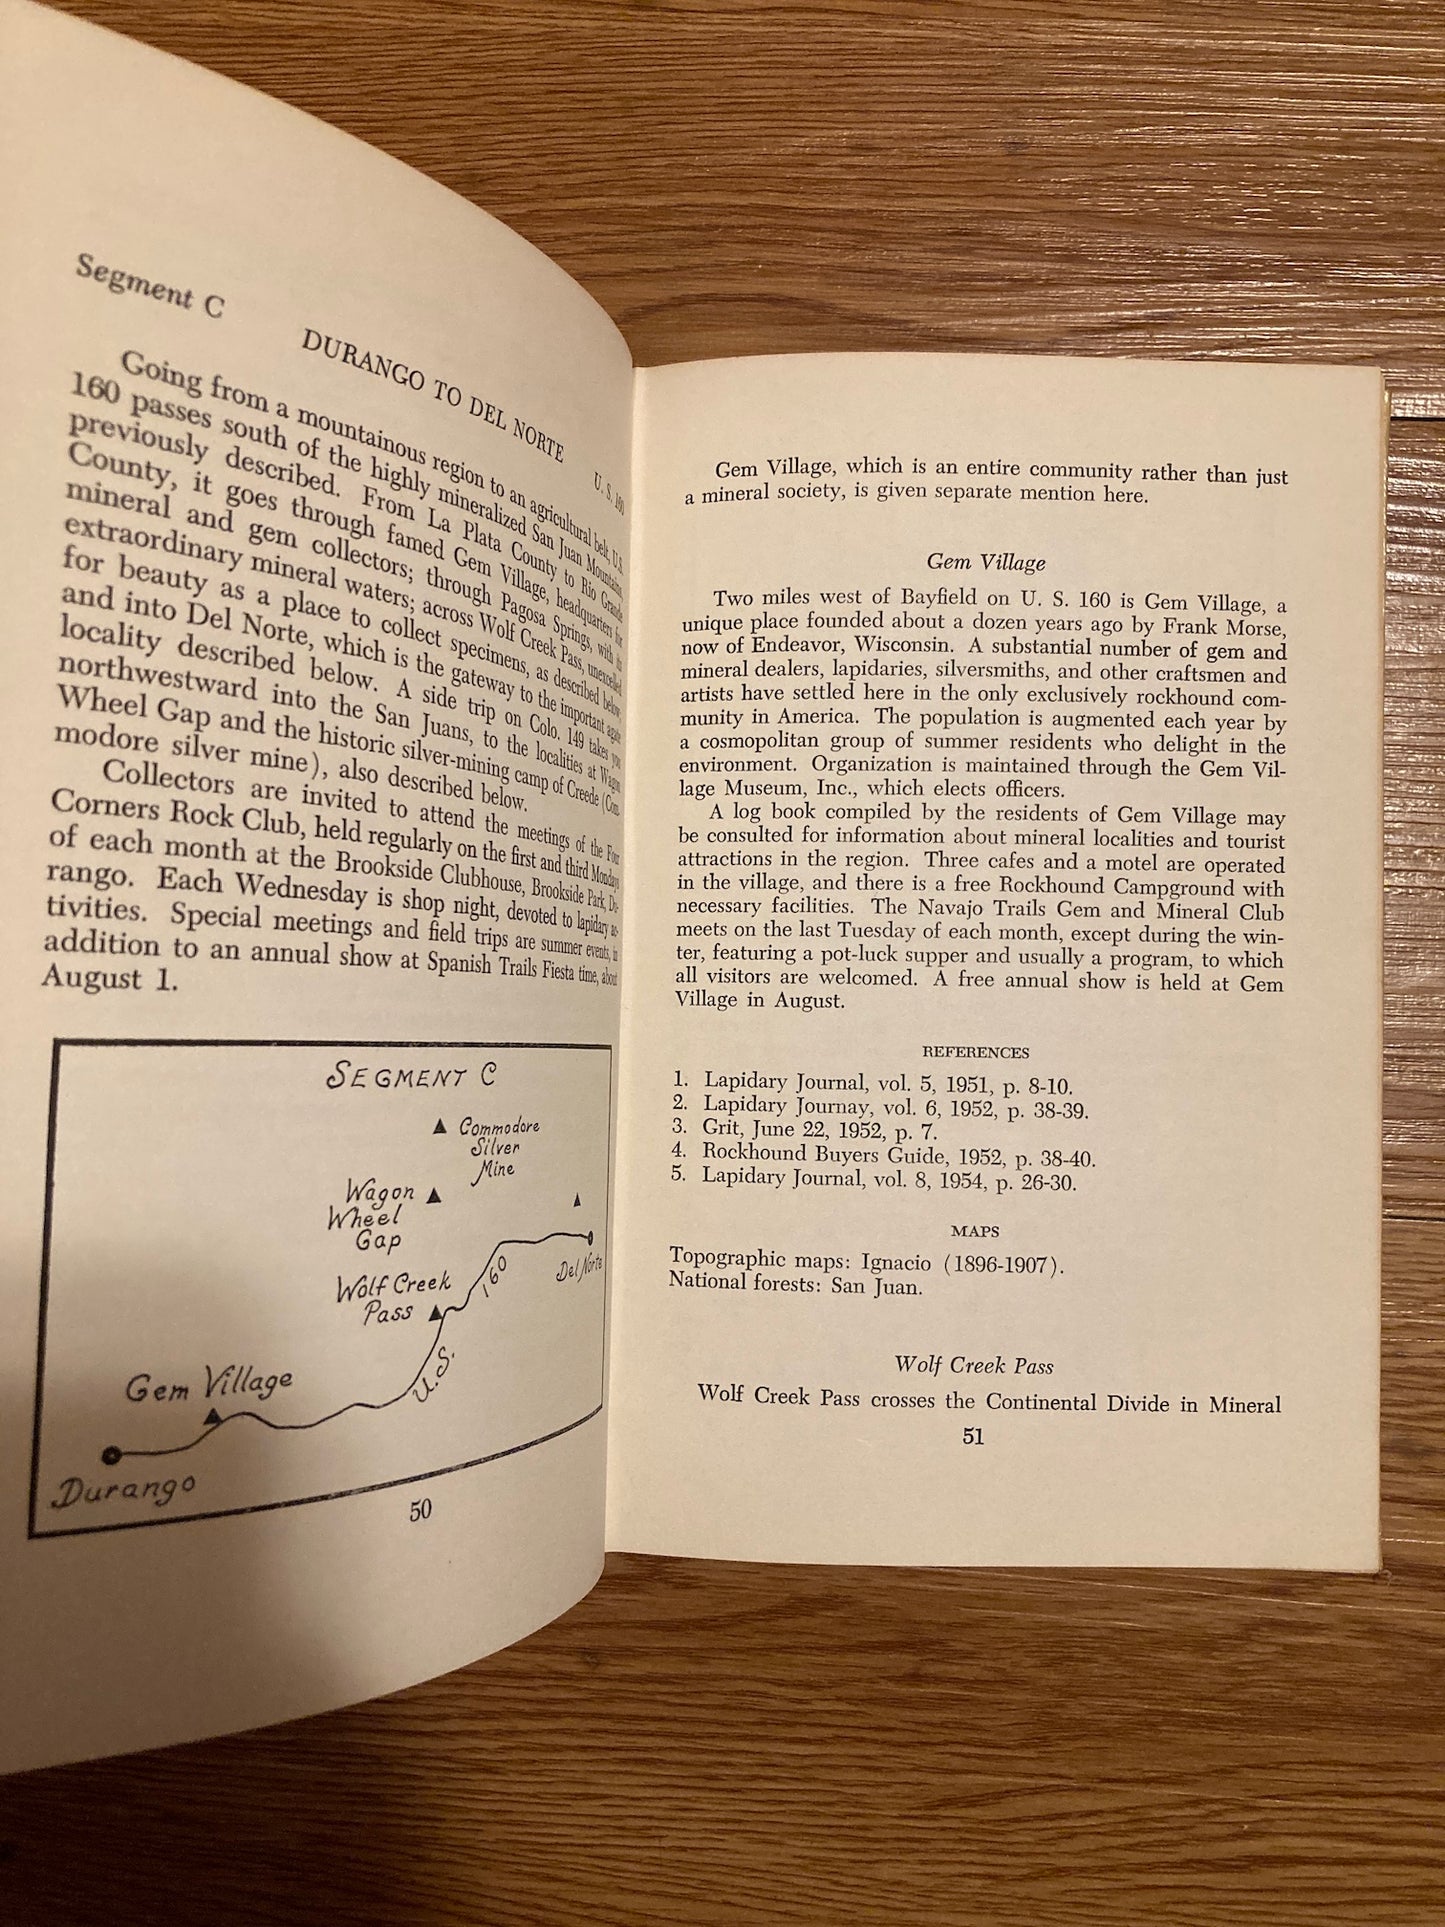 Segment C
DURANGO TO DEL NORTE
U. S. 160
Going from a mountainous region to an agricultural belt, U.S.
160 passes south of the highly mineralized San Juan Mountains,
previously described. From La Plata County to Rio Grande
County, it goes through famed Gem Village, headquarters for
mineral and gem collectors; through Pagosa Springs, with its
extraordinary mineral waters; across Wolf Creek Pass, unexcelled
for beauty as a place to collect specimens, as described below;
and into Del Norte, which is the gateway to the important agate
locality described below. A side trip on Colo. 149 takes you
northwestward into the San Juans, to the localities at Wagon
Wheel Gap and the historic silver-mining camp of Creede (Com-
modore silver mine), also described below.
Collectors are invited to attend the meetings of the Four
Corners Rock Club, held regularly on the first and third Mondays
of each month at the Brookside Clubhouse, Brookside Park, Du-
rango. Each Wednesday is shop night, devoted to lapidary ac-
tivities. Special meetings and field trips are summer events, in
addition to an annual show at Spanish Trails Fiesta time, about
August 1.
SEGMENT C
Commodore
Silver
Mine
Wagon
Wheel
Gap
Wolf Creek
Pass
160
Del Norte
U.S.
Gem Village
Durango
50
Gem Village, which is an entire community rather than just
a mineral society, is given separate mention here.
Gem Village
Two miles west of Bayfield on U. S. 160 is Gem Village, a
unique place founded about a dozen years ago by Frank Morse,
now of Endeavor, Wisconsin. A substantial number of gem and
mineral dealers, lapidaries, silversmiths, and other craftsmen and
artists have settled here in the only exclusively rockhound com-
munity in America. The population is augmented each year by
a cosmopolitan group of summer residents who delight in the
environment. Organization is maintained through the Gem Vil-
lage Museum, Inc., which elects officers.
A log book compiled by the residents of Gem Village may
be consulted for information about mineral localities and tourist
attractions in the region. Three cafes and a motel are operated
in the village, and there is a free Rockhound Campground with
necessary facilities. The Navajo Trails Gem and Mineral Club
meets on the last Tuesday of each month, except during the win-
ter, featuring a pot-luck supper and usually a program, to which
all visitors are welcomed. A free annual show is held at Gem
Village in August.
REFERENCES
1. Lapidary Journal, vol. 5, 1951, p. 8-10.
2. Lapidary Journay, vol. 6, 1952, p. 38-39.
3. Grit, June 22, 1952, p. 7.
4. Rockhound Buyers Guide, 1952, p. 38-40.
5. Lapidary Journal, vol. 8, 1954, p. 26-30.
MAPS
Topographic maps: Ignacio (1896-1907).
National forests: San Juan.
Wolf Creek Pass
Wolf Creek Pass crosses the Continental Divide in Mineral
51